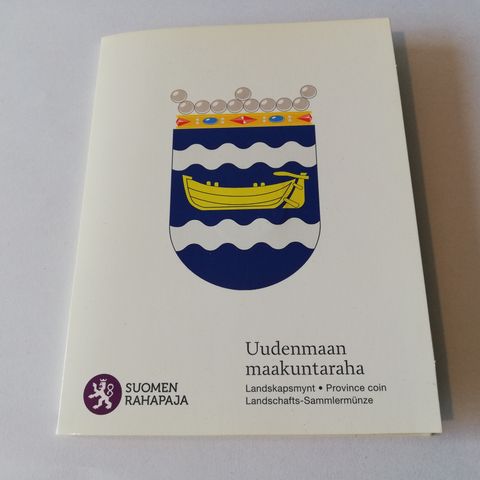 Uudenmaan
maakuntaraha
Landskapsmynt • Province coin
Landschafts-Sammlermünze
SUOMEN
RAHAPAJA